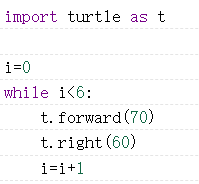 import turtle as t

i=0
while i<6:
    t.forward(70)
    t.right(60)
    i=i+1